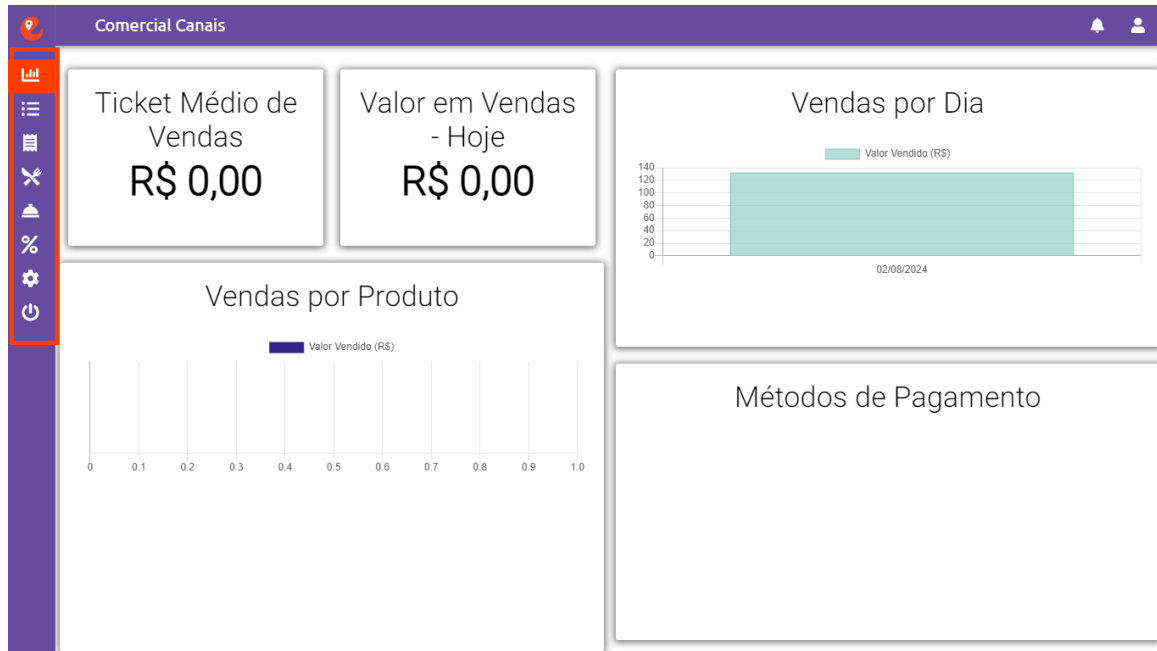 Comercial Canais
Ticket Médio de
Vendas
R$ 0,00
Valor em Vendas
- Hoje
R$ 0,00
Vendas por Dia
Valor Vendido (R$)
140
120
100
80
60
40
20
0
02/08/2024
Vendas por Produto
Valor Vendido (R$)
0 0.1 0.2 0.3 0.4 0.5 0.6 0.7 0.8 0.9 1.0
Métodos de Pagamento